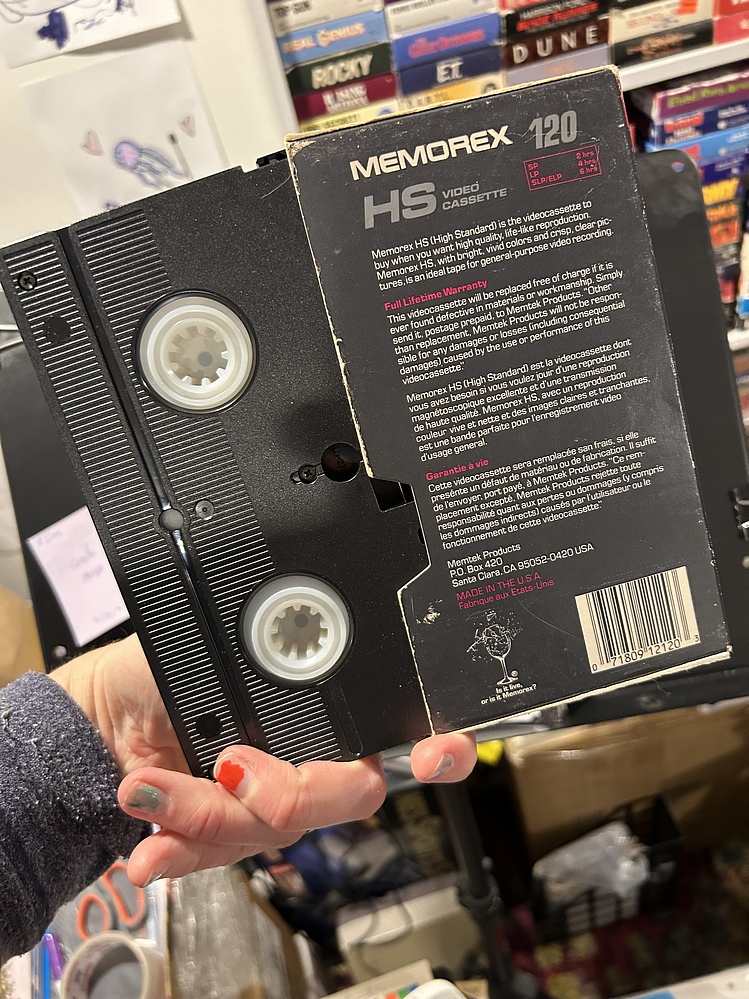 TOP GUN
REAL GENIUS
ROCKY
RISKY BUSINESS
E.T.
DUNE
MEMOREX 120
HS VIDEO CASSETTE
SP 2 hrs
LP 4 hrs
SLP/ELP 6 hrs
Memorex HS (High Standard) is the videocassette to
buy when you want high quality, life-like reproduction.
Memorex HS, with bright, vivid colors and crisp, clear pic-
tures, is an ideal tape for general-purpose video recording.
Full Lifetime Warranty
This videocassette will be replaced free of charge if it is
ever found defective in materials or workmanship. Simply
send it, postage prepaid, to Memtek Products. "Other
than replacement, Memtek Products will not be respon-
sible for any damages or losses (including consequential
damages) caused by the use or performance of this
videocassette."
Memorex HS (High Standard) est la videocassette dont
vous avez besoin si vous voulez jouir d'une reproduction
magnétoscopique excellente et d'une transmission
de haute qualité. Memorex HS, avec un reproduction
couleur vive et nette et des images claires et tranchantes,
est une bande parfaite pour l'enregistrement video
d'usage general.
Garantie à vie
Cette videocassette sera remplacée san frais, si elle
presénte un défaut de matériau ou de fabrication. Il suffit
de l'envoyer, port payé, à Memtek Products. "Ce rem-
placement excepté, Memtek Products rejette toute
responsabilité quant aux pertes ou dommages (y compris
les dommages indirects) causés par l'utilisateur ou le
fonctionnement de cette videocassette."
Memtek Products
P.O. Box 420
Santa Clara, CA 95052-0420 USA
MADE IN THE U.S.A.
Fabrique aux Etats-Unis
Is it live,
or is it Memorex?
0 71809 12120 3